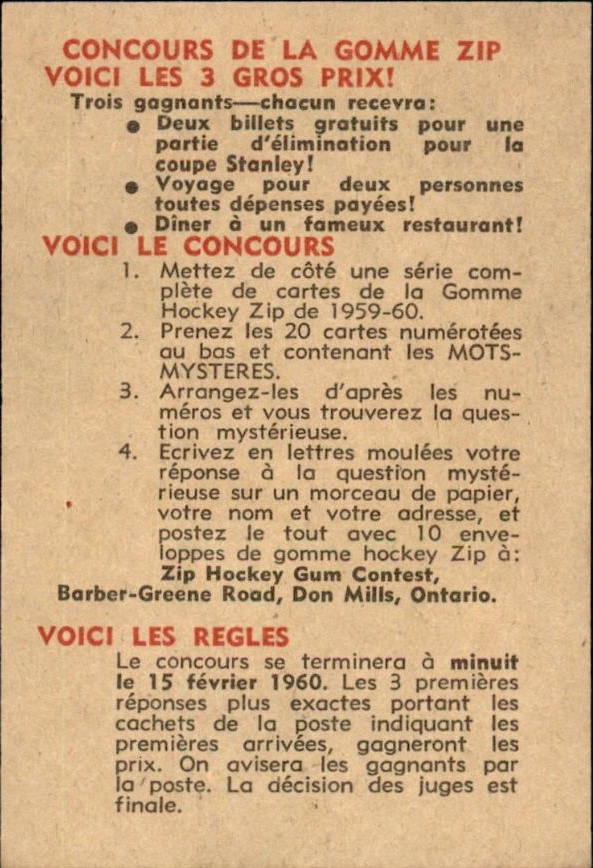 CONCOURS DE LA GOMME ZIP
VOICI LES 3 GROS PRIX!
Trois gagnants—chacun recevra:
● Deux billets gratuits pour une
partie d'élimination pour la
coupe Stanley!
● Voyage pour deux personnes
toutes dépenses payées!
● Dîner à un fameux restaurant!
VOICI LE CONCOURS
1. Mettez de côté une série com-
plète de cartes de la Gomme
Hockey Zip de 1959-60.
2. Prenez les 20 cartes numérotées
au bas et contenant les MOTS-
MYSTERES.
3. Arrangez-les d'après les nu-
méros et vous trouverez la ques-
tion mystérieuse.
4. Ecrivez en lettres moulées votre
réponse à la question mysté-
rieuse sur un morceau de papier,
votre nom et votre adresse, et
postez le tout avec 10 enve-
loppes de gomme hockey Zip à:
Zip Hockey Gum Contest,
Barber-Greene Road, Don Mills, Ontario.
VOICI LES REGLES
Le concours se terminera à minuit
le 15 février 1960. Les 3 premières
réponses plus exactes portant les
cachets de la poste indiquant les
premières arrivées, gagneront les
prix. On avisera les gagnants par
la poste. La décision des juges est
finale.